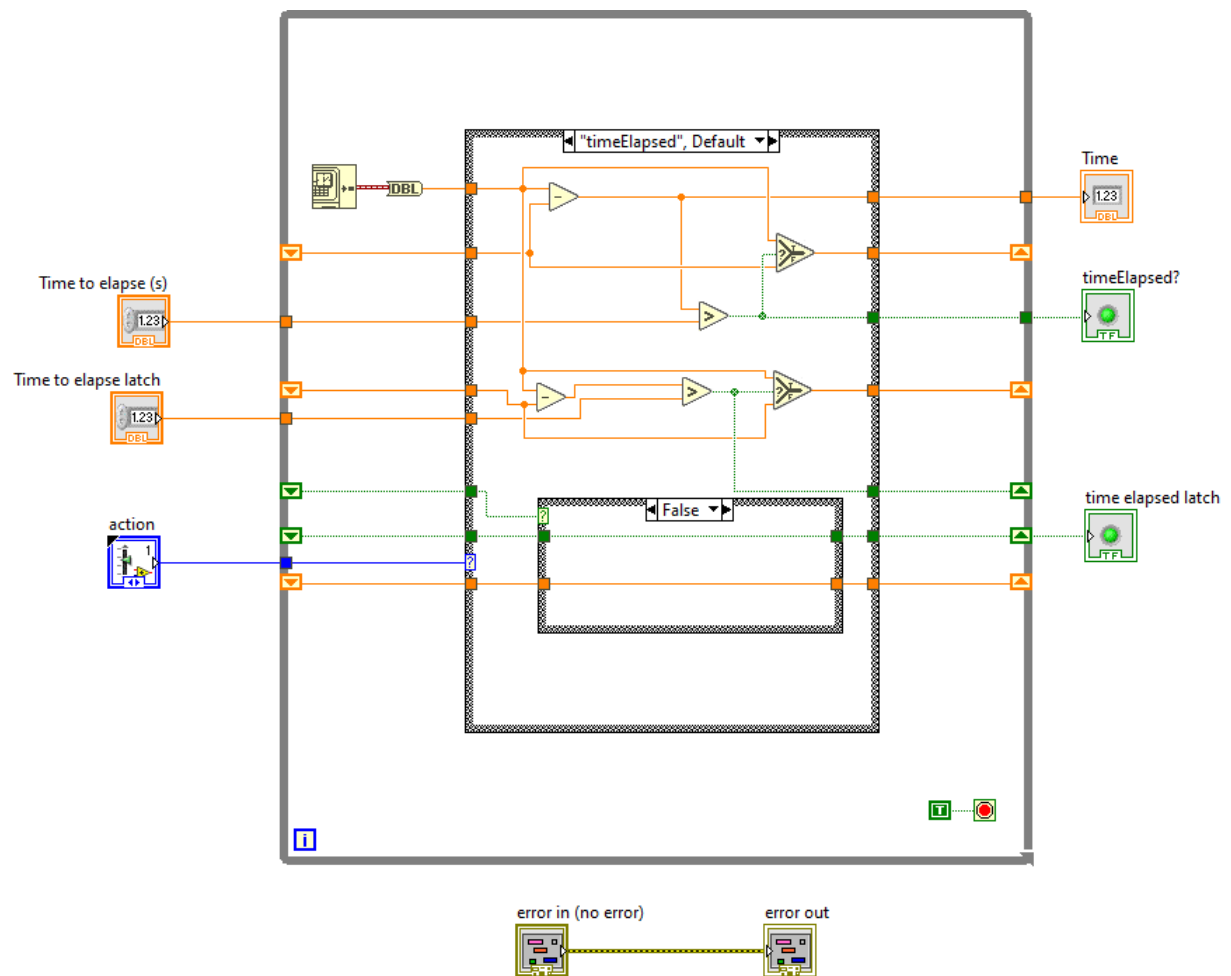 "timeElapsed", Default
Time
1.23
DBL
DBL
timeElapsed?
TF
Time to elapse (s)
1.23
DBL
Time to elapse latch
1.23
DBL
?
>
?
>
-
-
T
F
T
F
False
?
?
action
1
time elapsed latch
TF
T
i
error in (no error)
error out